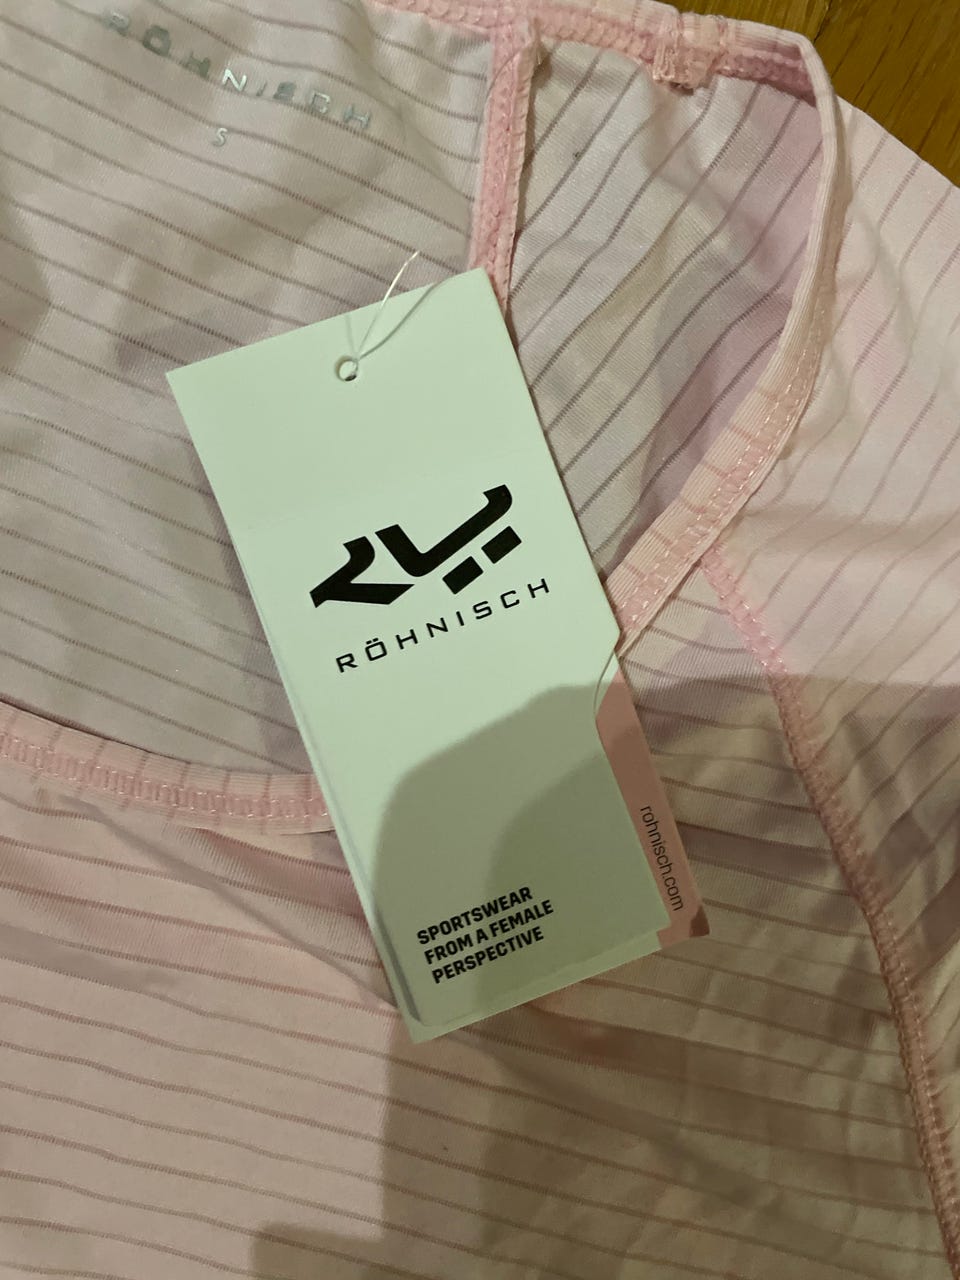 RÖHNISCH
S
RÖHNISCH
rohnisch.com
SPORTSWEAR
FROM A FEMALE
PERSPECTIVE